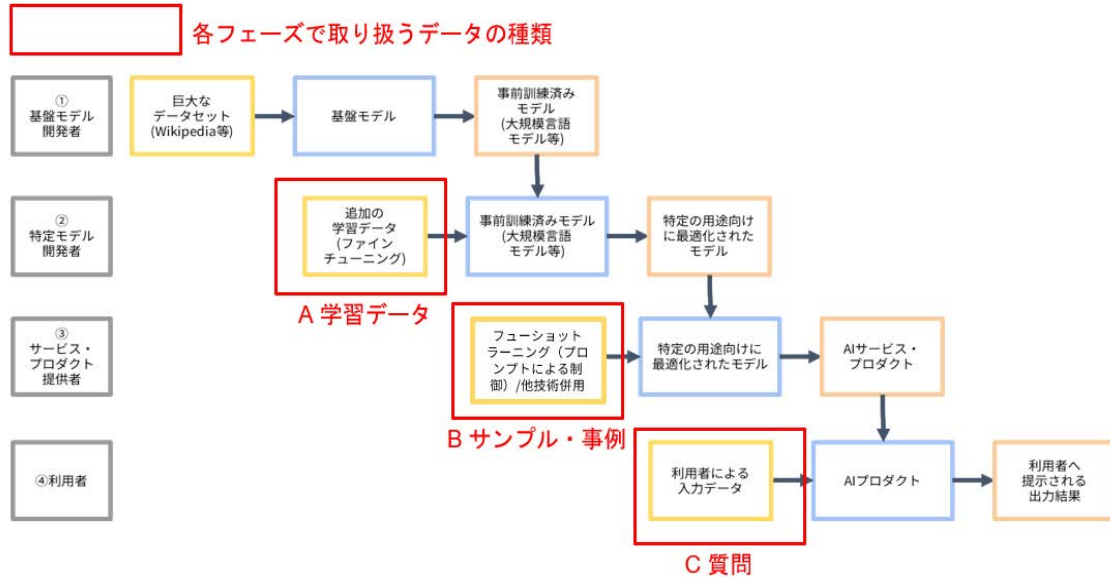 各フェーズで取り扱うデータの種類
①
基盤モデル
開発者
巨大な
データセット
(Wikipedia等)
基盤モデル
事前訓練済み
モデル
(大規模言語
モデル等)
②
特定モデル
開発者
追加の
学習データ
(ファイン
チューニング)
事前訓練済みモデル
(大規模言語
モデル等)
特定の用途向け
に最適化された
モデル
A 学習データ
③
サービス・
プロダクト
提供者
フューショット
ラーニング（プロ
ンプトによる制
御）/他技術併用
特定の用途向けに
最適化されたモデル
AIサービス・
プロダクト
B サンプル・事例
④利用者
利用者による
入力データ
AIプロダクト
利用者へ
提示される
出力結果
C 質問